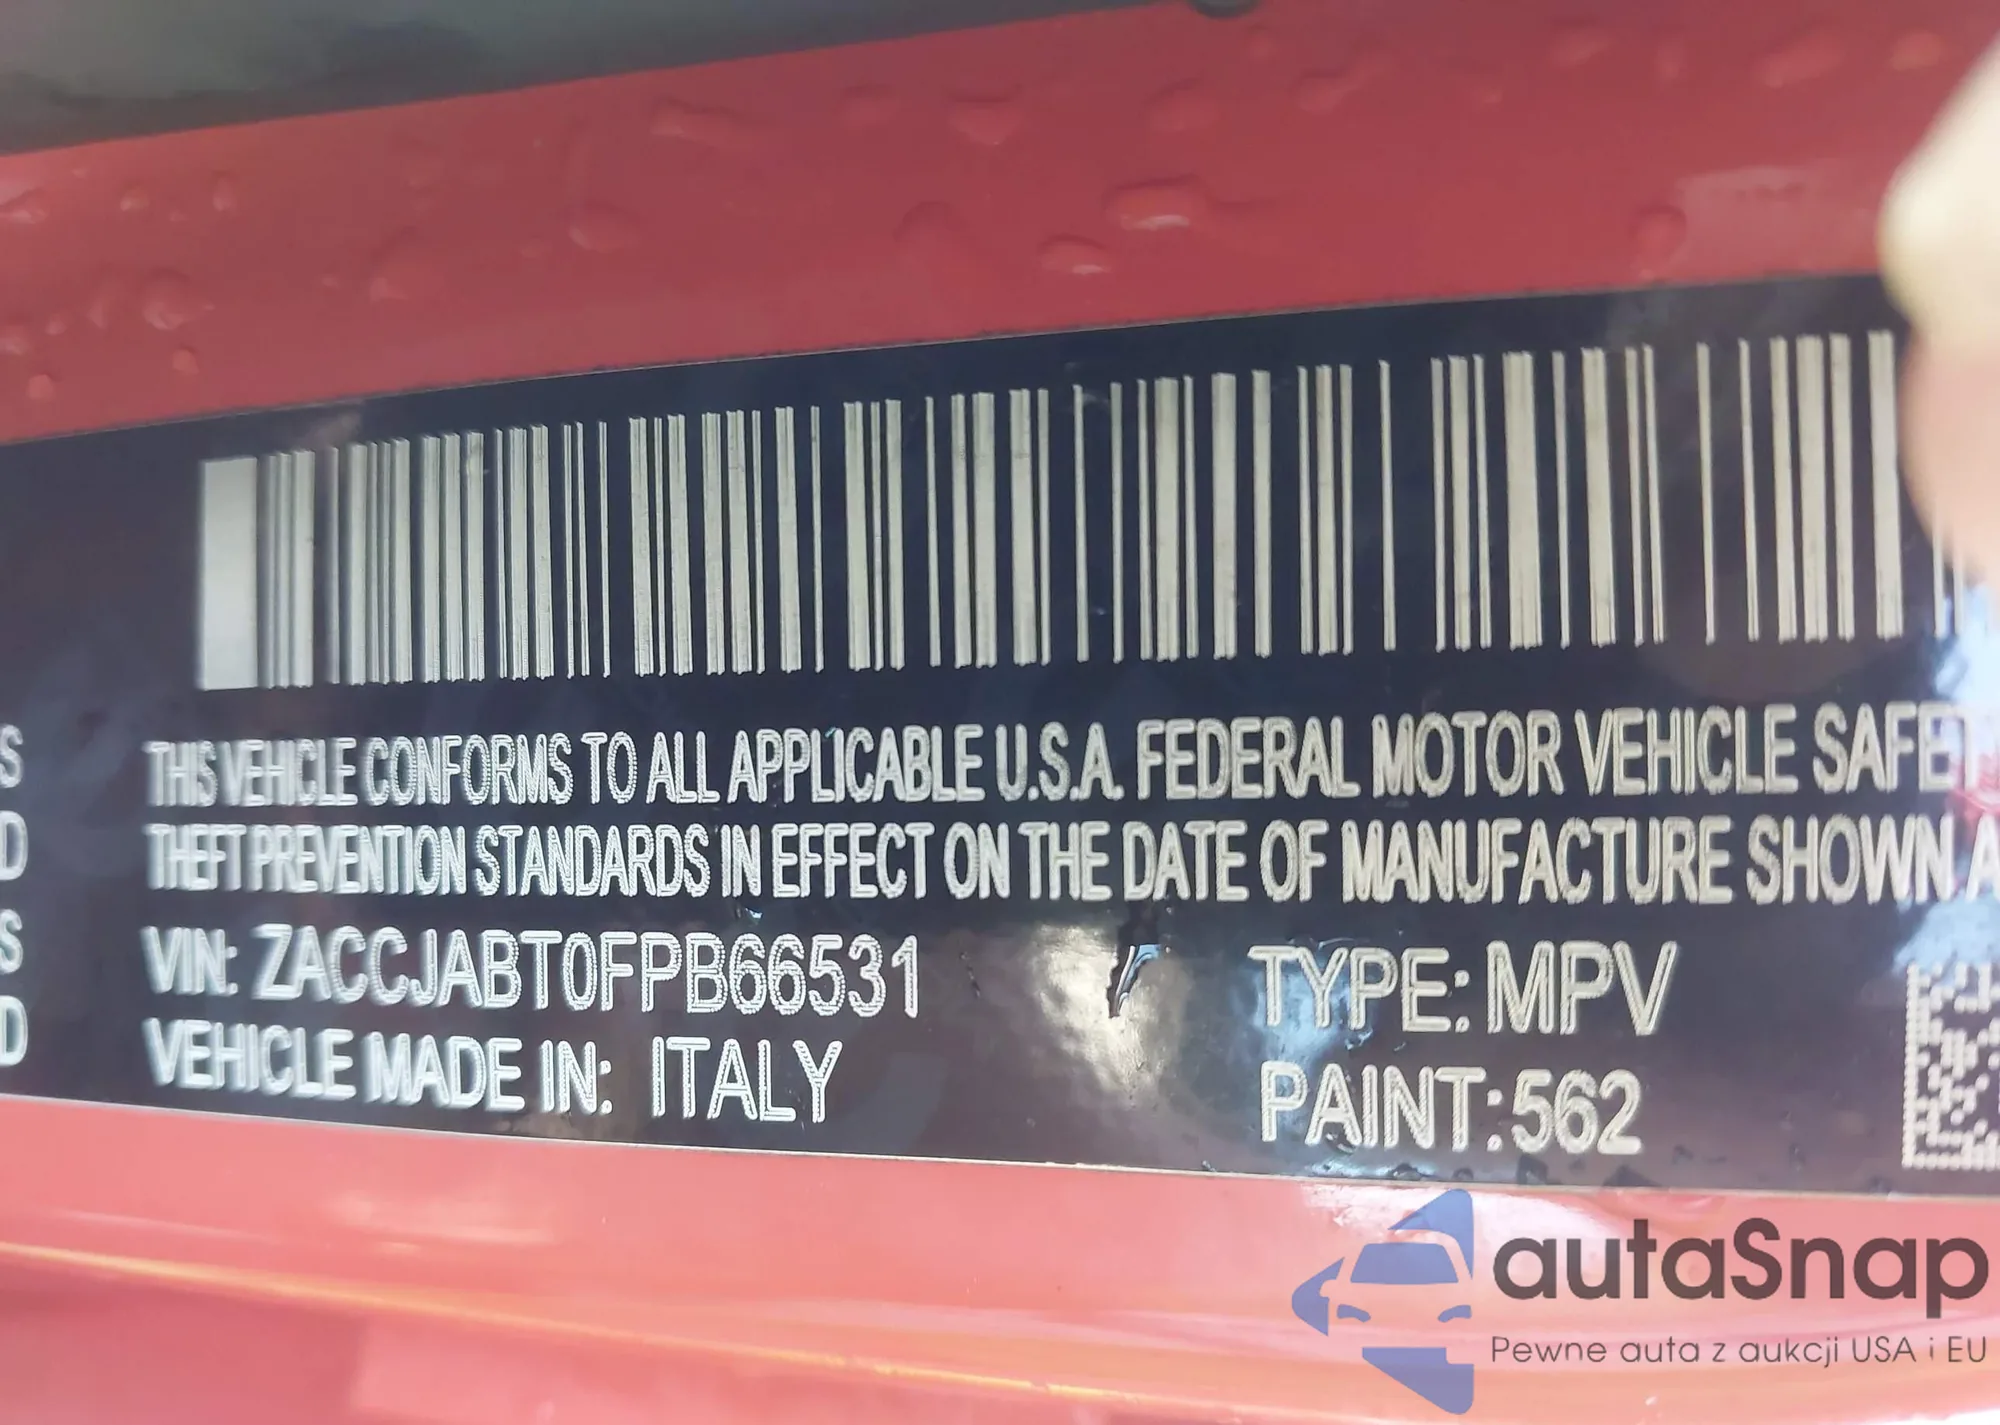 THIS VEHICLE CONFORMS TO ALL APPLICABLE U.S.A. FEDERAL MOTOR VEHICLE SAFET
THEFT PREVENTION STANDARDS IN EFFECT ON THE DATE OF MANUFACTURE SHOWN A
VIN: ZACCJABT0FPB66531 TYPE: MPV
VEHICLE MADE IN: ITALY PAINT: 562
S
D
S
D
autaSnap
Pewne auta z aukcji USA i EU